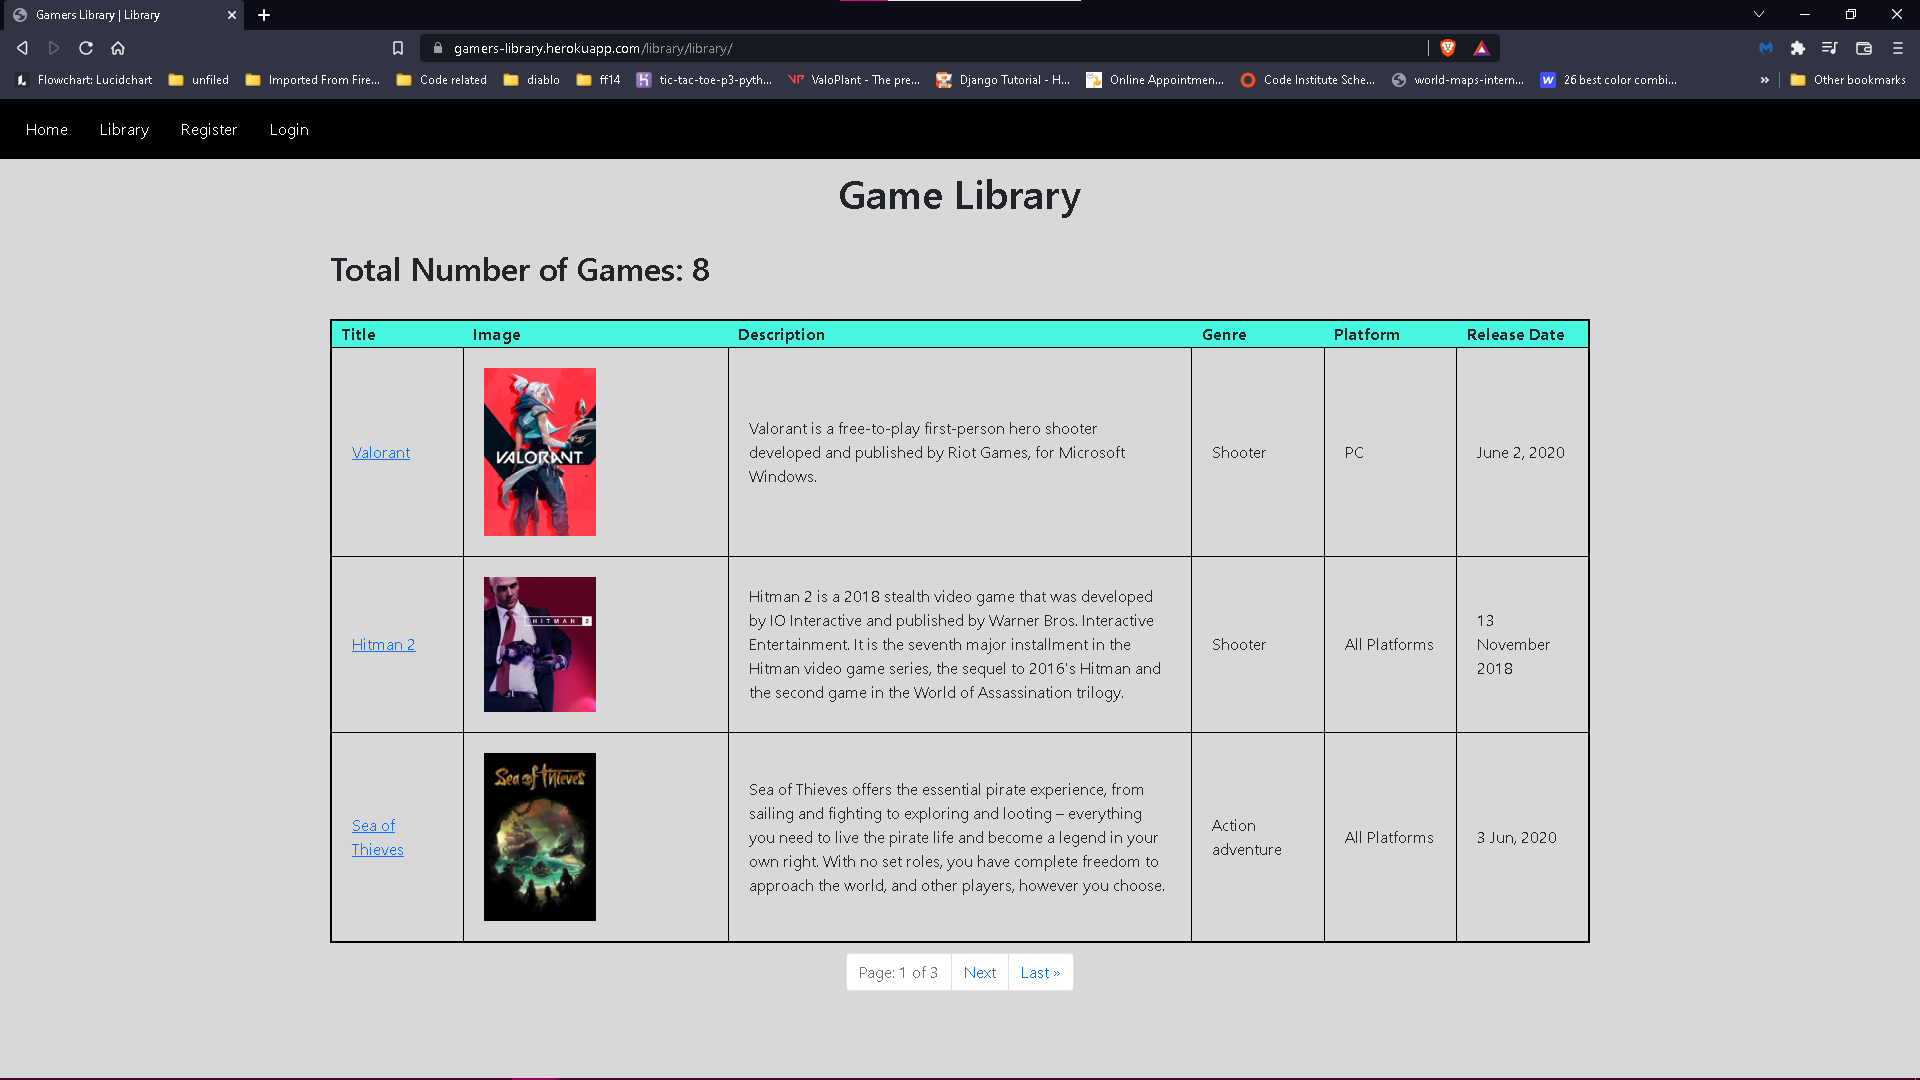 Gamers Library | Library
gamers-library.herokuapp.com/library/library/
Flowchart: Lucidchart
unfiled
Imported From Fire...
Code related
diablo
ff14
tic-tac-toe-p3-pyth...
ValoPlant - The pre...
Django Tutorial - H...
Online Appointmen...
Code Institute Sche...
world-maps-intern...
26 best color combi...
»
Other bookmarks
Home
Library
Register
Login
Game Library
Total Number of Games: 8
Title
Image
Description
Genre
Platform
Release Date
Valorant
VALORANT
Valorant is a free-to-play first-person hero shooter
developed and published by Riot Games, for Microsoft
Windows.
Shooter
PC
June 2, 2020
Hitman 2
HITMAN 2
Hitman 2 is a 2018 stealth video game that was developed
by IO Interactive and published by Warner Bros. Interactive
Entertainment. It is the seventh major installment in the
Hitman video game series, the sequel to 2016's Hitman and
the second game in the World of Assassination trilogy.
Shooter
All Platforms
13
November
2018
Sea of
Thieves
Sea of Thieves
Sea of Thieves offers the essential pirate experience, from
sailing and fighting to exploring and looting – everything
you need to live the pirate life and become a legend in your
own right. With no set roles, you have complete freedom to
approach the world, and other players, however you choose.
Action
adventure
All Platforms
3 Jun, 2020
Page: 1 of 3
Next
Last »